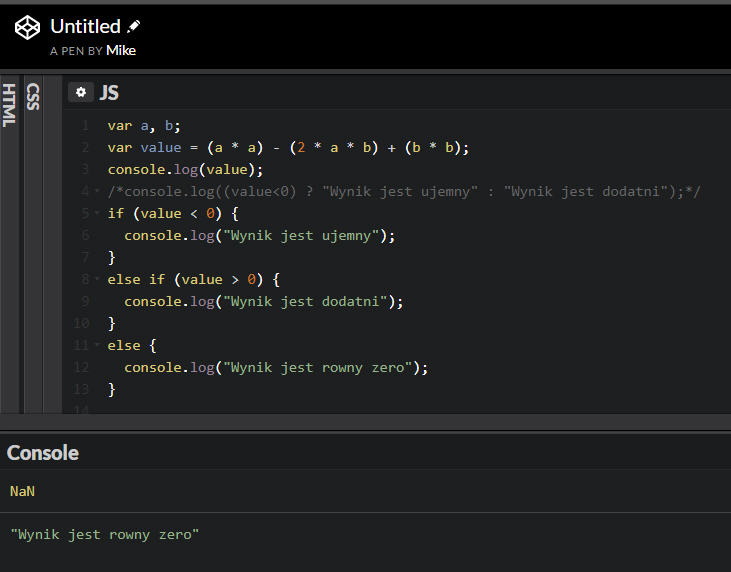 Untitled
A PEN BY Mike
HTML
CSS
JS
1 var a, b;
2 var value = (a * a) - (2 * a * b) + (b * b);
3 console.log(value);
4 /*console.log((value<0) ? "Wynik jest ujemny" : "Wynik jest dodatni");*/
5 if (value < 0) {
6 console.log("Wynik jest ujemny");
7 }
8 else if (value > 0) {
9 console.log("Wynik jest dodatni");
10 }
11 else {
12 console.log("Wynik jest rowny zero");
13 }
14
Console
NaN
"Wynik jest rowny zero"